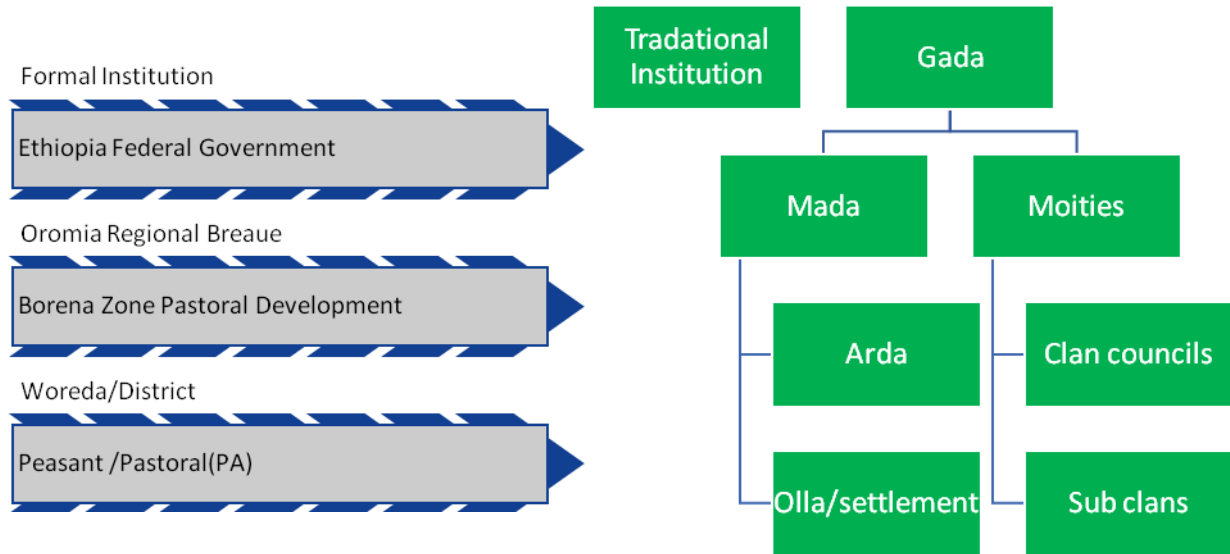 Formal Institution
Ethiopia Federal Government
Oromia Regional Breaue
Borena Zone Pastoral Development
Woreda/District
Peasant /Pastoral(PA)
Tradational
Institution
Gada
Mada
Moities
Arda
Clan councils
Olla/settlement
Sub clans